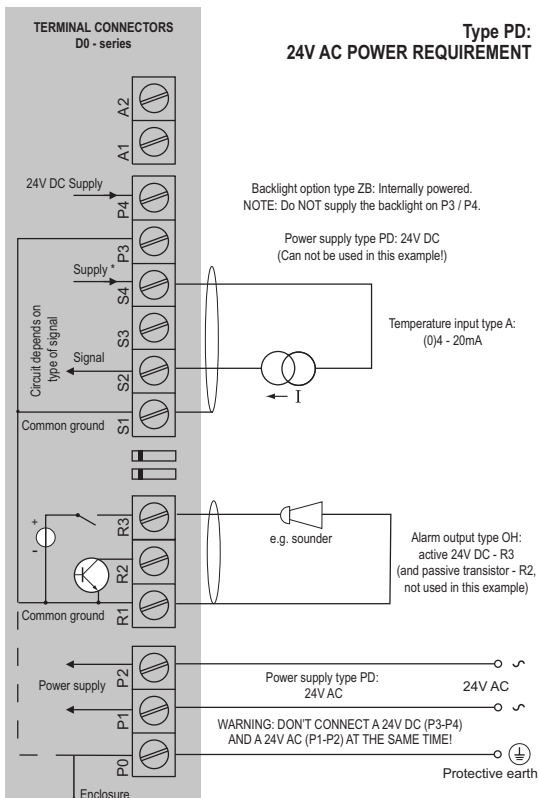 TERMINAL CONNECTORS
D0 - series
Type PD:
24V AC POWER REQUIREMENT
A2
A1
24V DC Supply
P4
Backlight option type ZB: Internally powered.
NOTE: Do NOT supply the backlight on P3 / P4.
P3
Power supply type PD: 24V DC
(Can not be used in this example!)
Supply *
S4
Circuit depends on
type of signal
S3
Temperature input type A:
(0)4 - 20mA
Signal
S2
I
Common ground
S1
+
-
R3
e.g. sounder
Alarm output type OH:
active 24V DC - R3
(and passive transistor - R2,
not used in this example)
R2
Common ground
R1
Power supply
P2
Power supply type PD:
24V AC
24V AC
P1
WARNING: DON'T CONNECT A 24V DC (P3-P4)
AND A 24V AC (P1-P2) AT THE SAME TIME!
P0
Protective earth
Enclosure